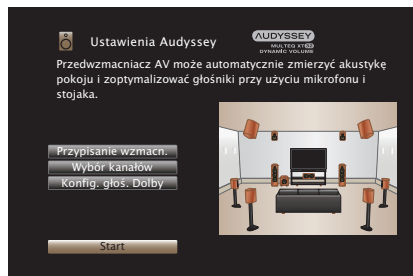 Ustawienia Audyssey
AUDYSSEY
MULTEQ XT32
DYNAMIC VOLUME
Przedwzmacniacz AV może automatycznie zmierzyć akustykę
pokoju i zoptymalizować głośniki przy użyciu mikrofonu i
stojaka.
Przypisanie wzmacn.
Wybór kanałów
Konfig. głoś. Dolby
Start